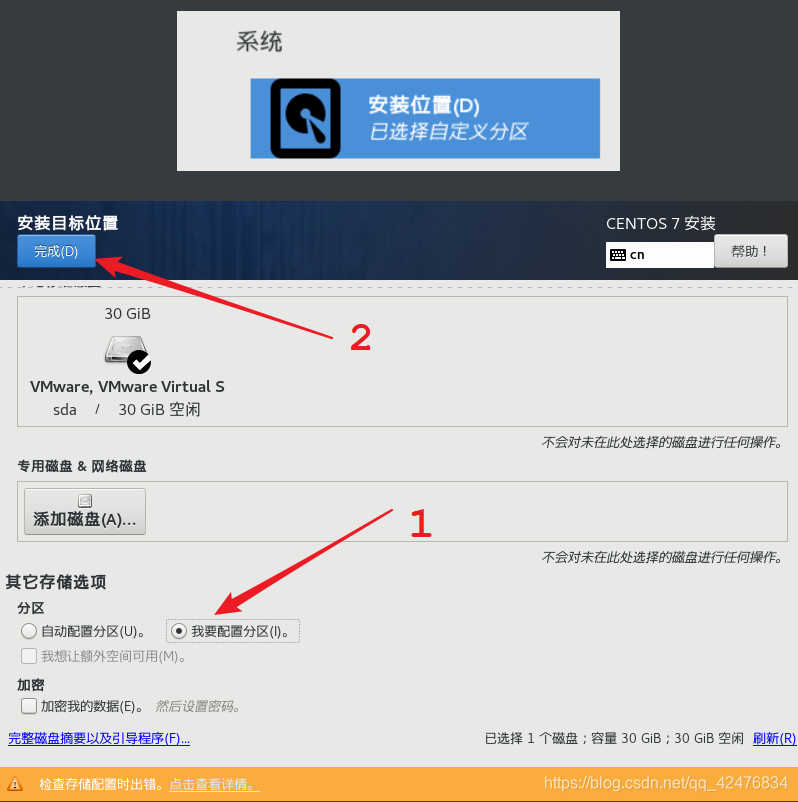 系统
安装位置(D)
已选择自定义分区
安装目标位置
CENTOS 7 安装
完成(D)
cn
帮助！
30 GiB
2
VMware, VMware Virtual S
sda / 30 GiB 空闲
不会对未在此处选择的磁盘进行任何操作。
专用磁盘 & 网络磁盘
添加磁盘(A)...
1
不会对未在此处选择的磁盘进行任何操作。
其它存储选项
分区
自动配置分区(U)。 我要配置分区(I)。
我想让额外空间可用(M)。
加密
加密我的数据(E)。 然后设置密码。
完整磁盘摘要以及引导程序(F)... 已选择 1 个磁盘；容量 30 GiB；30 GiB 空闲 刷新(R)
检查存储配置时出错。点击查看详情。 https://blog.csdn.net/qq_42476834